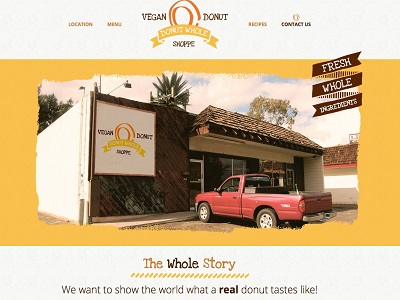 LOCATION
MENU
VEGAN DONUT
DONUT WHOLE
SHOPPE
RECIPES
CONTACT US
FRESH
WHOLE
INGREDIENTS
VEGAN DONUT
DONUT WHOLE
SHOPPE
The Whole Story
We want to show the world what a real donut tastes like!